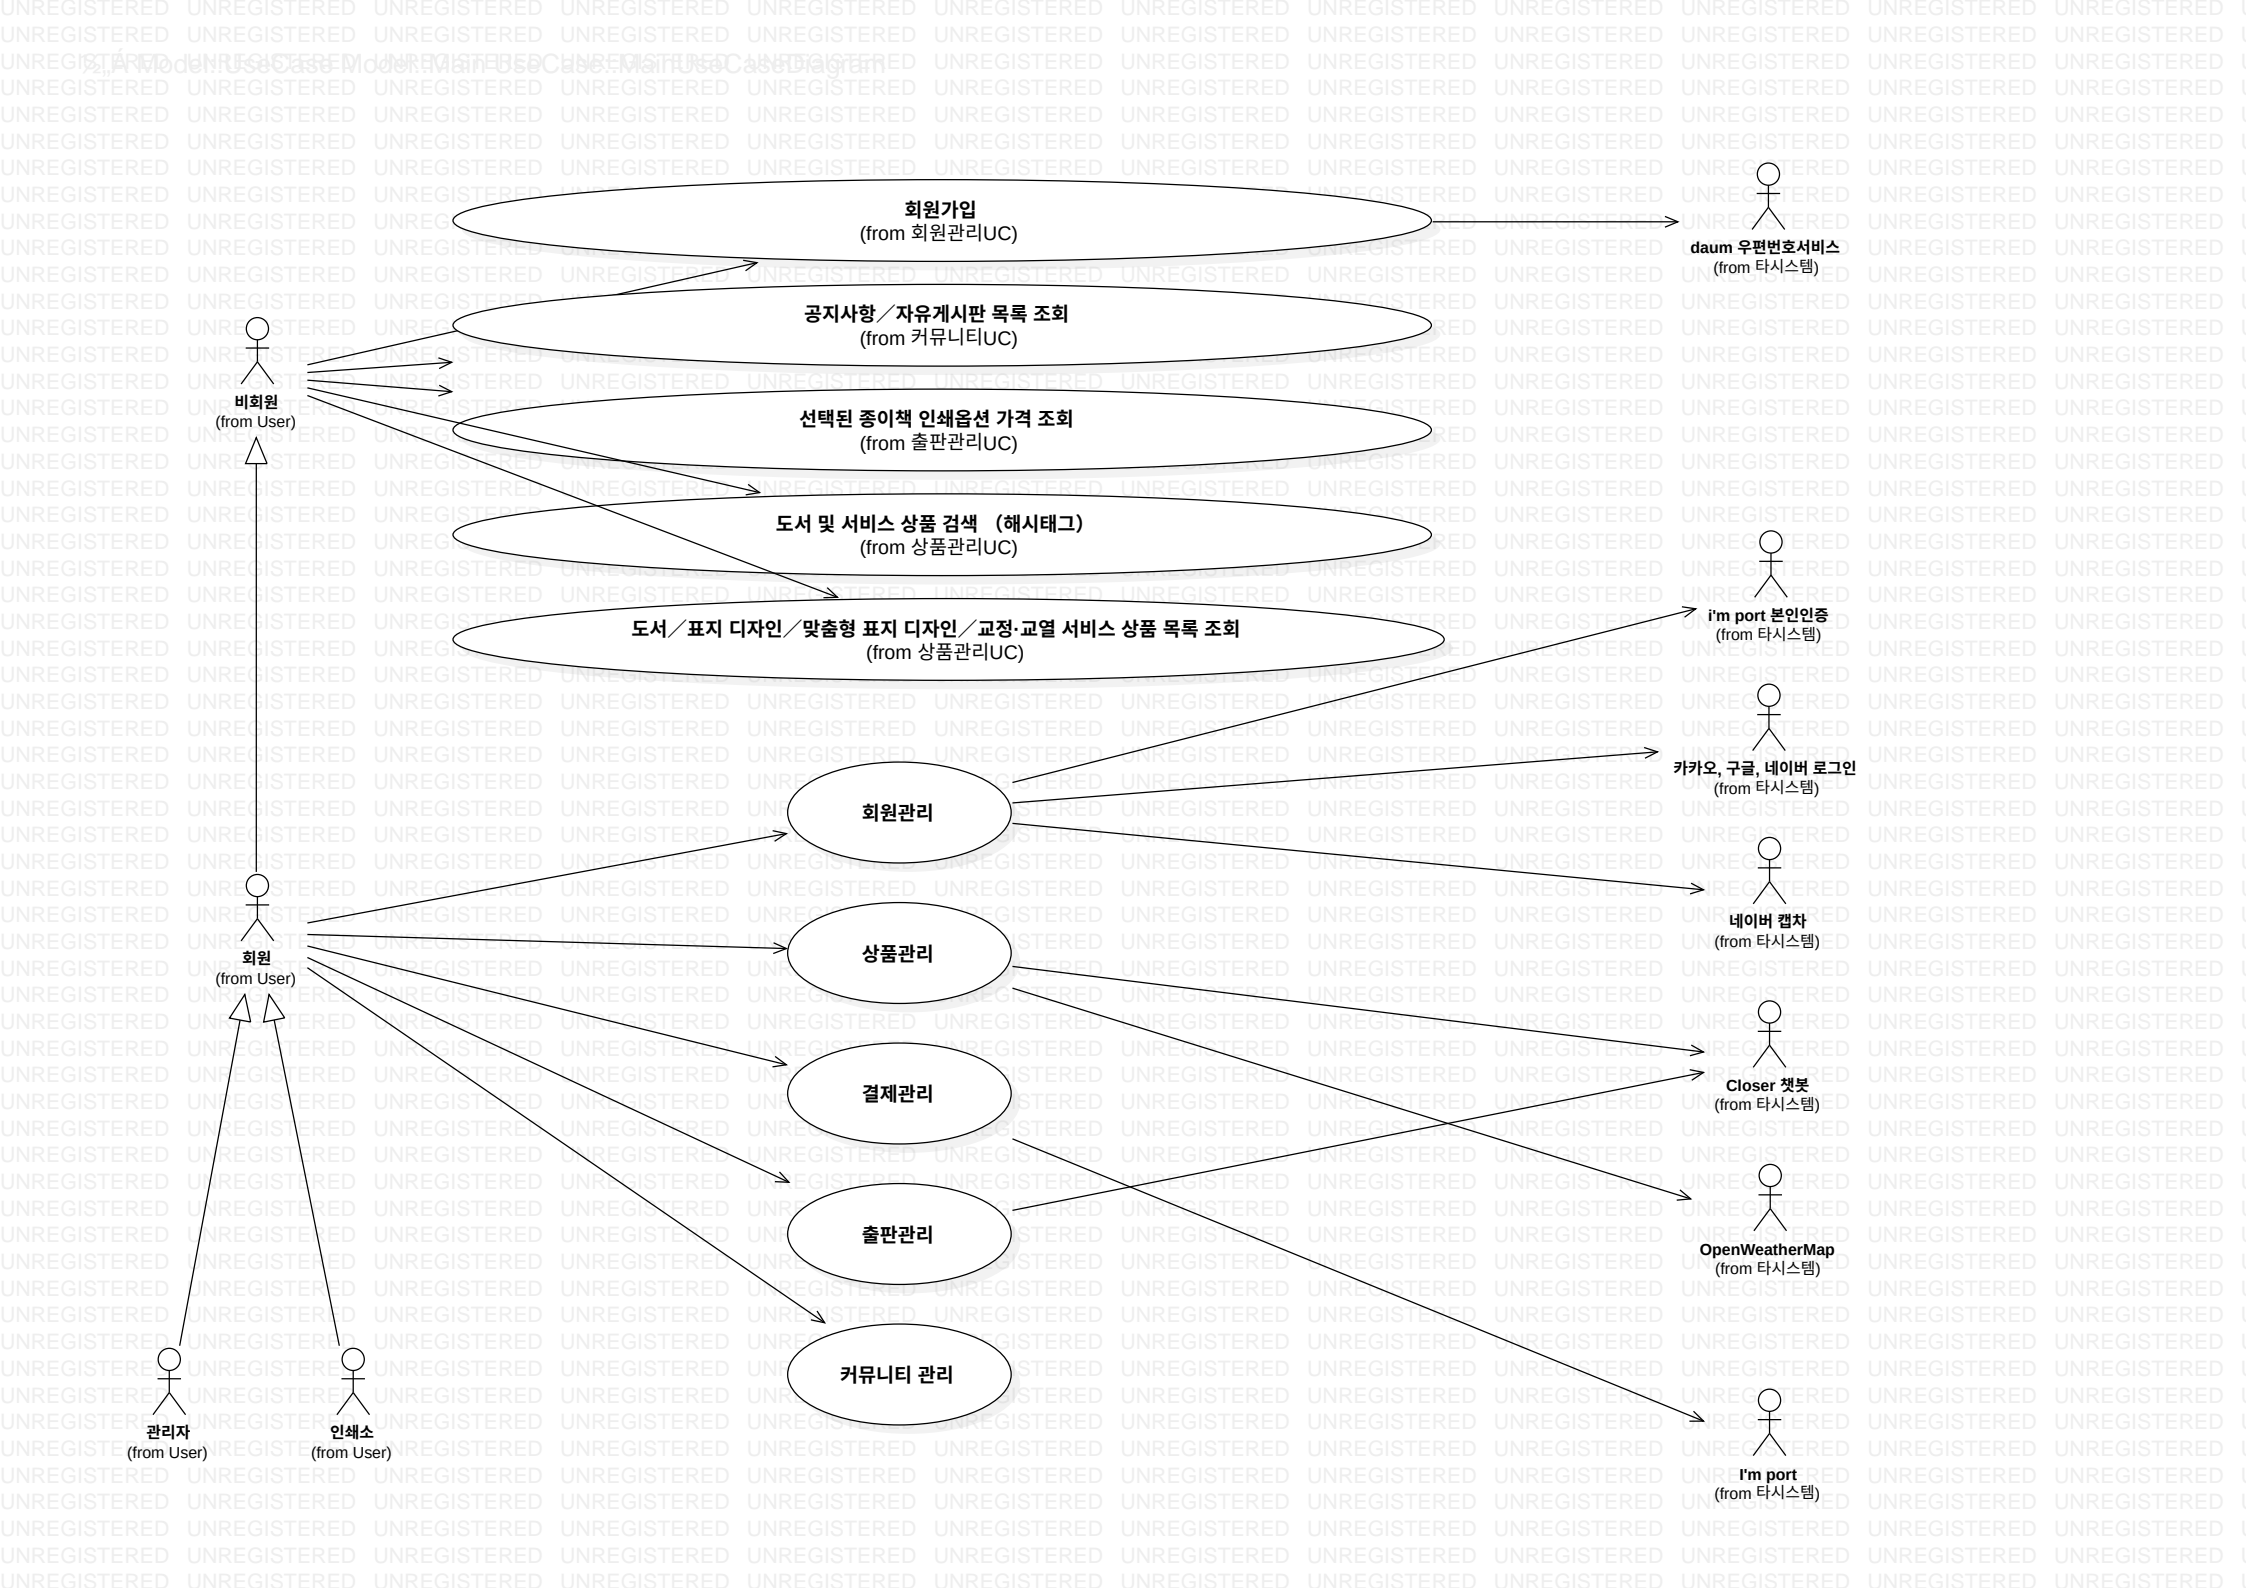 회원가입
(from 회원관리UC)
daum 우편번호서비스
(from 타시스템)
공지사항／자유게시판 목록 조회
(from 커뮤니티UC)
비회원
(from User)
선택된 종이책 인쇄옵션 가격 조회
(from 출판관리UC)
도서 및 서비스 상품 검색 （해시태그）
(from 상품관리UC)
도서／표지 디자인／맞춤형 표지 디자인／교정·교열 서비스 상품 목록 조회
(from 상품관리UC)
i'm port 본인인증
(from 타시스템)
카카오, 구글, 네이버 로그인
(from 타시스템)
회원관리
네이버 캡차
(from 타시스템)
회원
(from User)
상품관리
결제관리
Closer 챗봇
(from 타시스템)
출판관리
OpenWeatherMap
(from 타시스템)
커뮤니티 관리
관리자
(from User)
인쇄소
(from User)
I'm port
(from 타시스템)